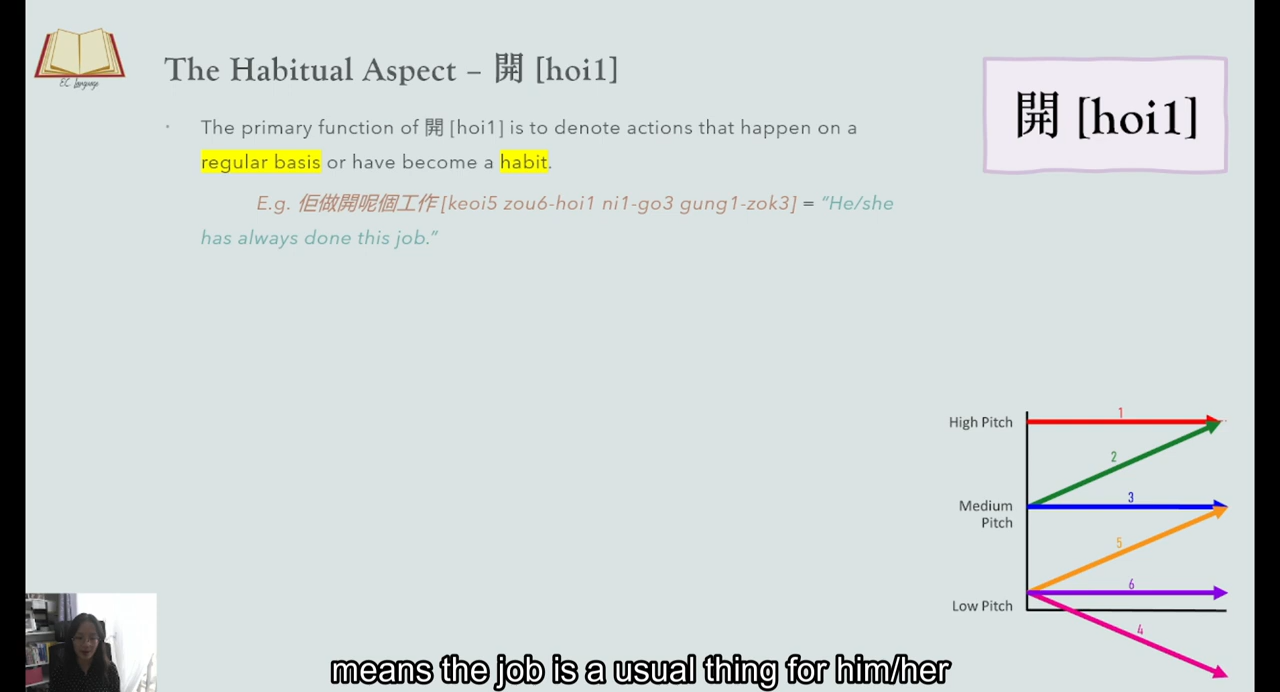 EC Language
The Habitual Aspect – 開 [hoi1]
開 [hoi1]
The primary function of 開 [hoi1] is to denote actions that happen on a
regular basis or have become a habit.
E.g. 佢做開呢個工作 [keoi5 zou6-hoi1 ni1-go3 gung1-zok3] = “He/she
has always done this job.”
High Pitch
1
2
Medium
Pitch
3
5
6
Low Pitch
4
means the job is a usual thing for him/her